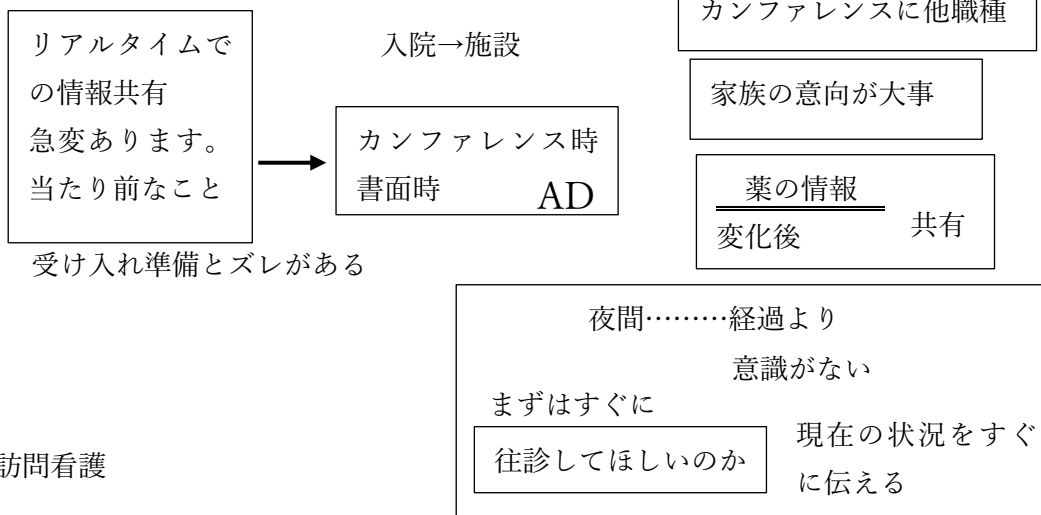 カンファレンスに他職種
リアルタイムで
の情報共有
急変あります。
当たり前なこと
入院→施設
カンファレンス時
書面時 AD
家族の意向が大事
薬の情報
変化後 共有
受け入れ準備とズレがある
夜間………経過より
意識がない
まずはすぐに
往診してほしいのか
現在の状況をすぐ
に伝える
訪問看護